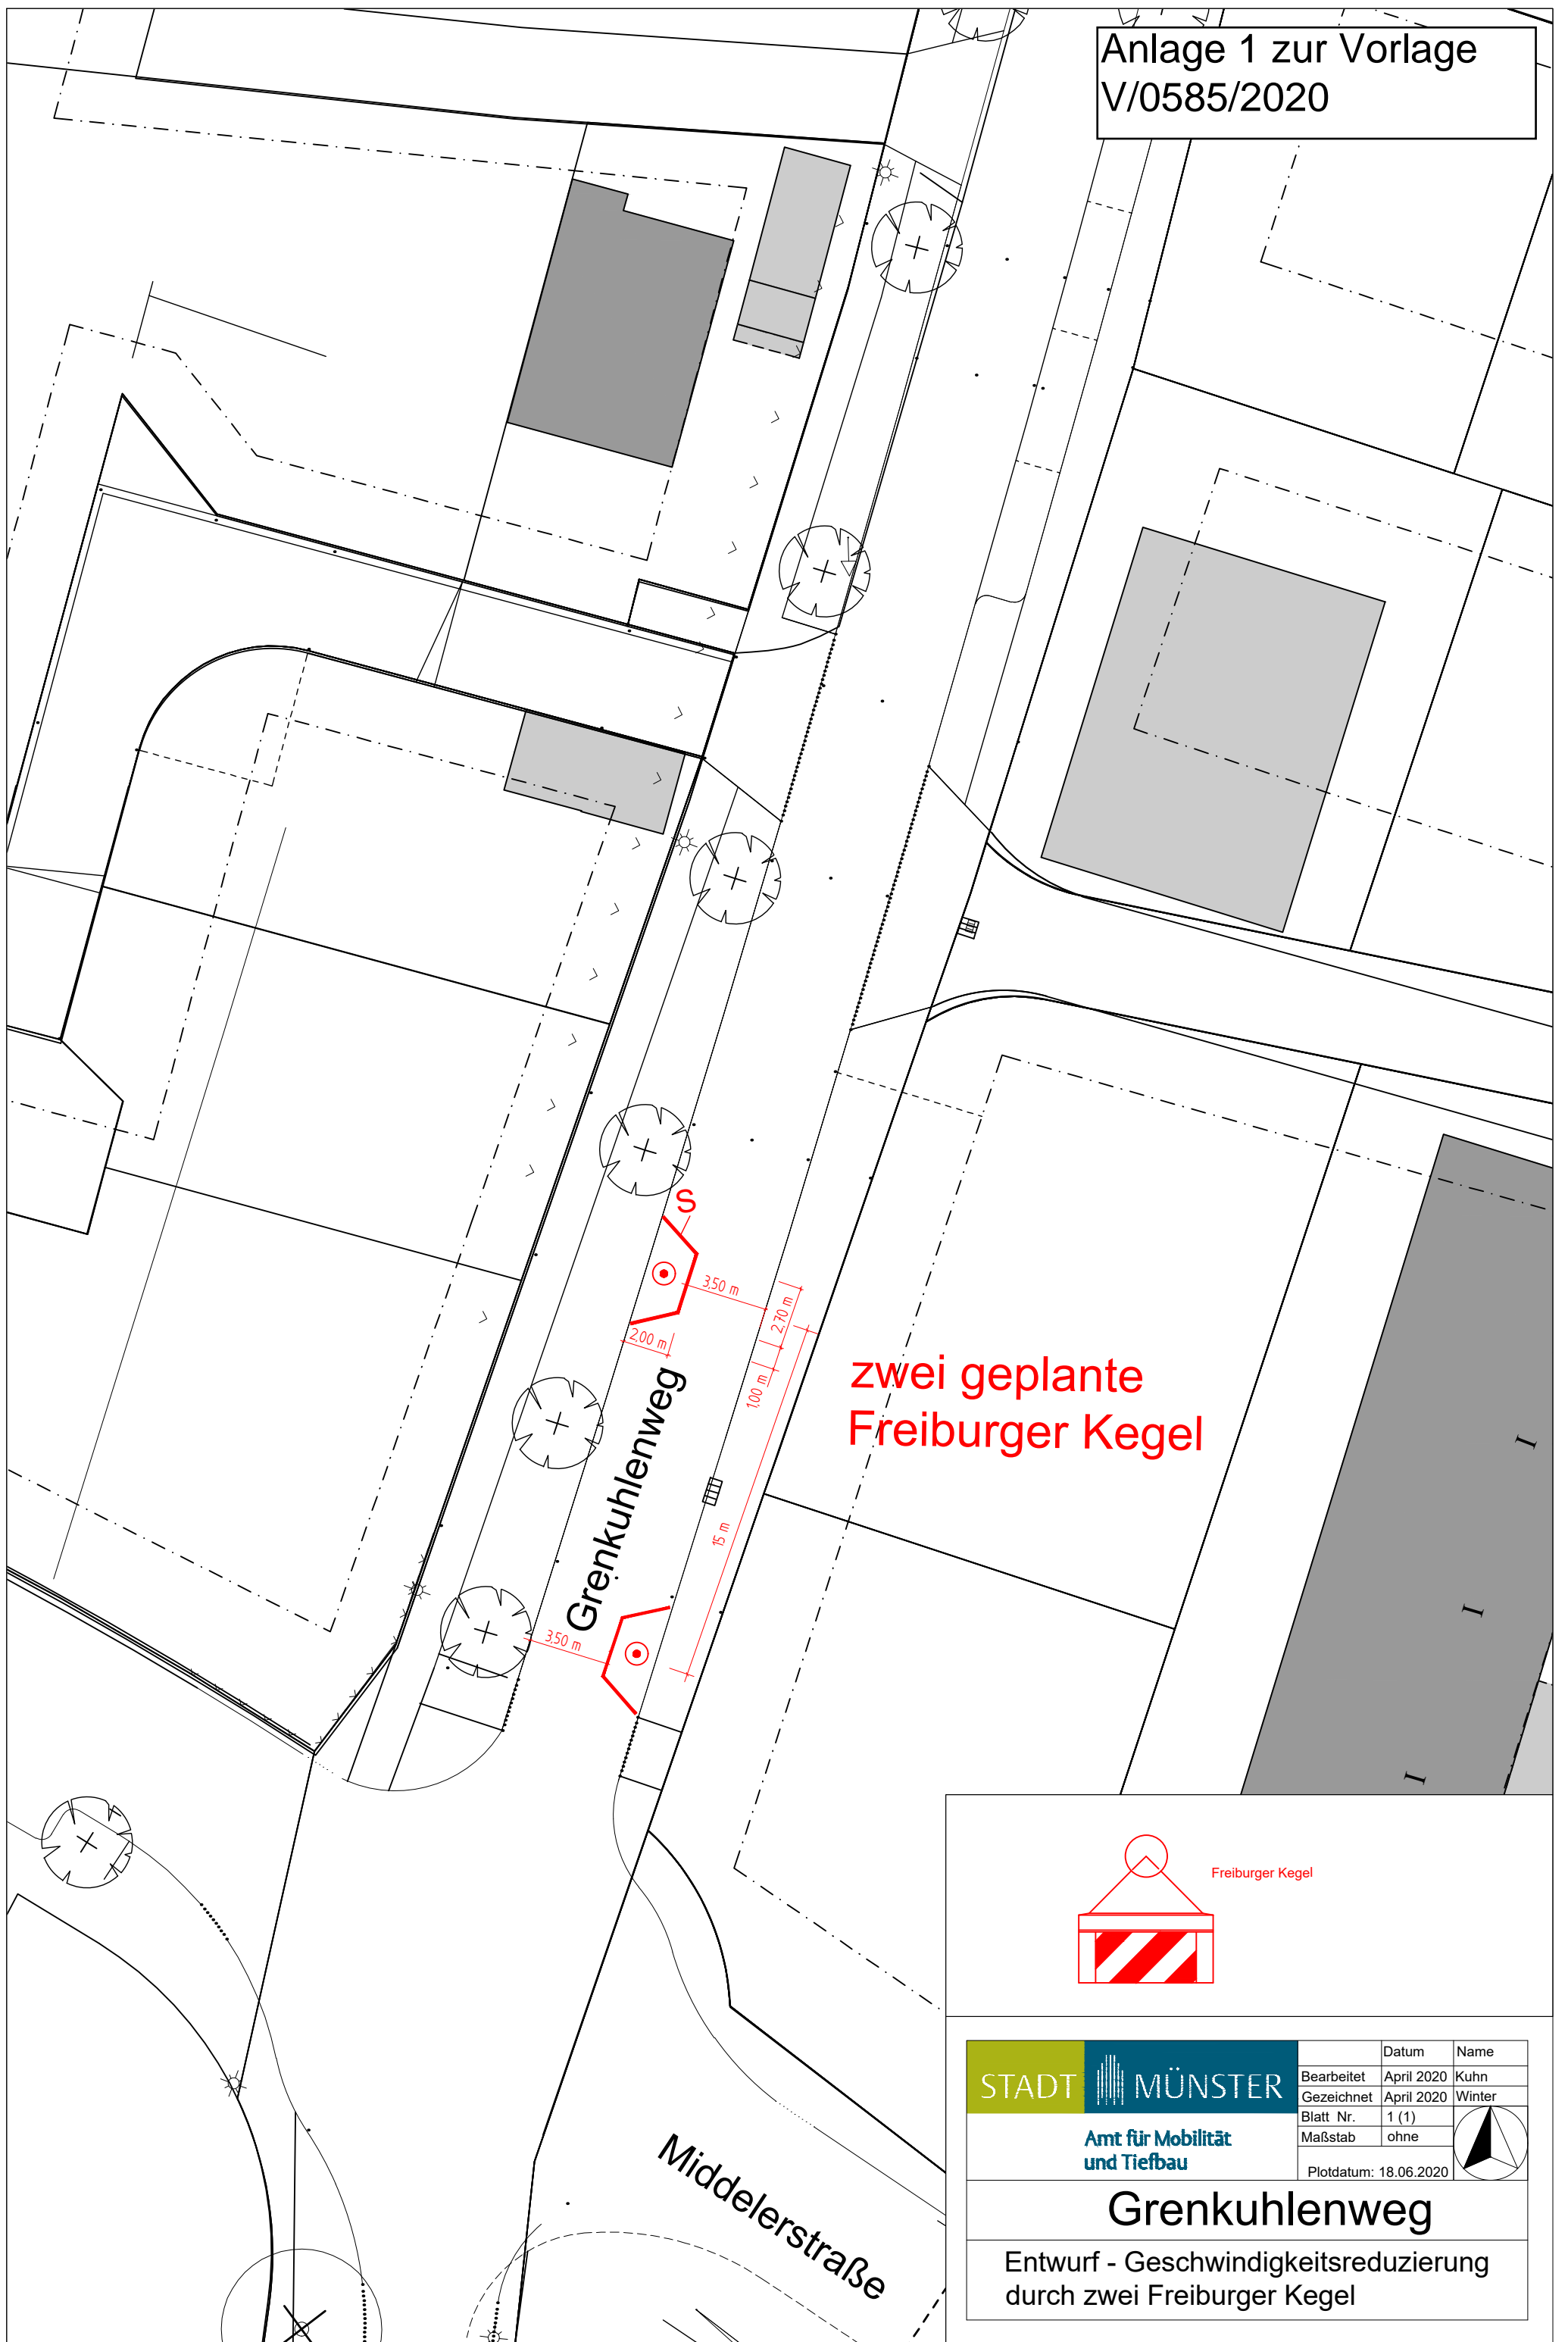 Anlage 1 zur Vorlage
V/0585/2020
S
3,50 m
2,70 m
2,00 m
1,00 m
zwei geplante
Freiburger Kegel
Grenkuhlenweg
15 m
3,50 m
I
I
I
Freiburger Kegel
STADT MÜNSTER
Amt für Mobilität
und Tiefbau
Datum Name
Bearbeitet April 2020 Kuhn
Gezeichnet April 2020 Winter
Blatt Nr. 1 (1)
Maßstab ohne
Plotdatum: 18.06.2020
Middelerstraße
Grenkuhlenweg
Entwurf - Geschwindigkeitsreduzierung
durch zwei Freiburger Kegel